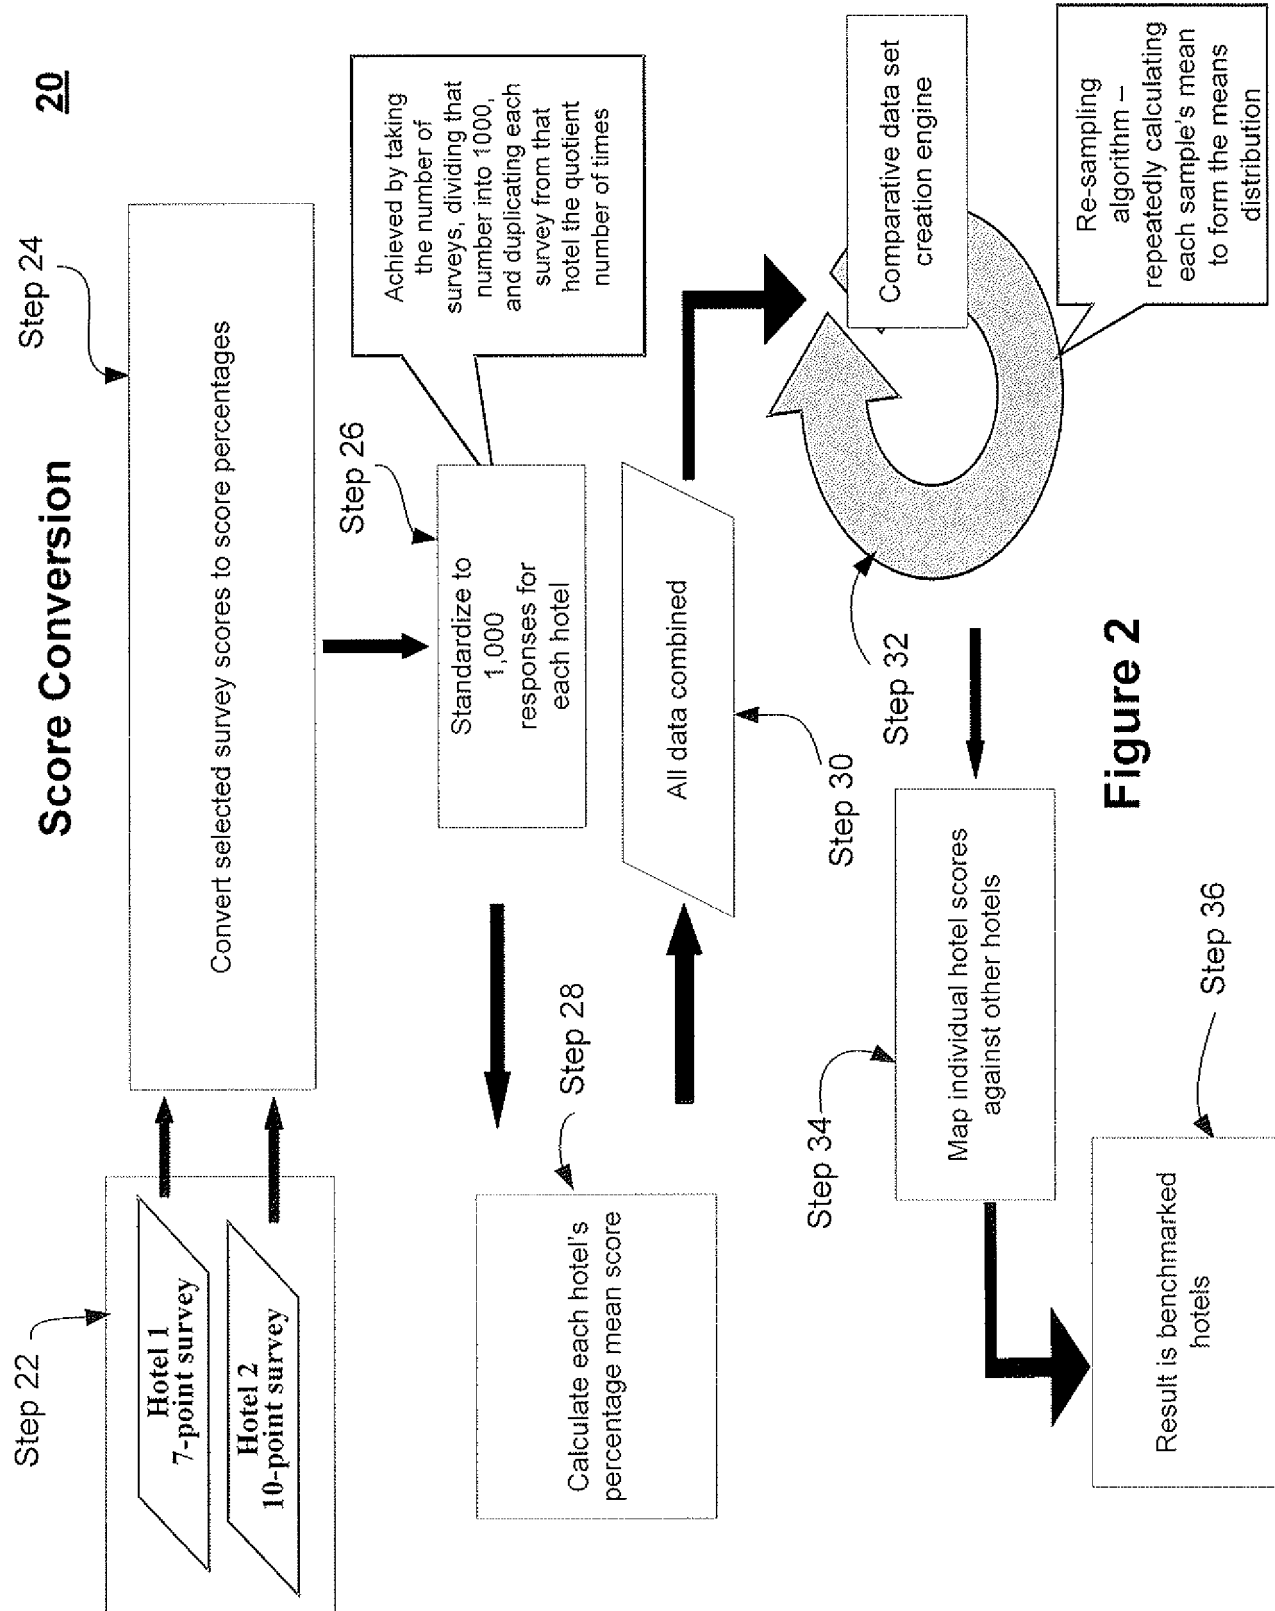 Score Conversion
20
Step 22
Hotel 1
7-point survey
Hotel 2
10-point survey
Step 24
Convert selected survey scores to score percentages
Step 26
Standardize to
1,000
responses for
each hotel
Achieved by taking
the number of
surveys, dividing that
number into 1000,
and duplicating each
survey from that
hotel the quotient
number of times
Step 28
Calculate each hotel's
percentage mean score
All data combined
Step 30
Step 32
Comparative data set
creation engine
Re-sampling
algorithm –
repeatedly calculating
each sample's mean
to form the means
distribution
Step 34
Map individual hotel scores
against other hotels
Step 36
Result is benchmarked
hotels
Figure 2